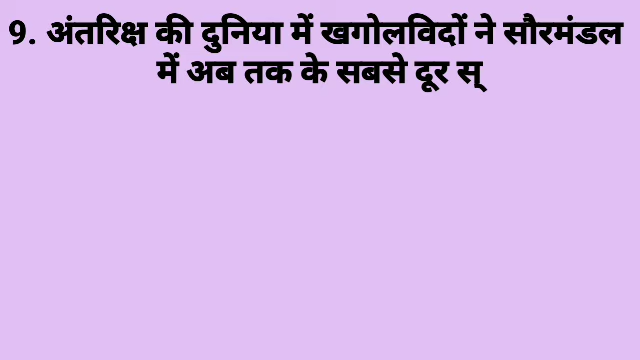 9. अंतरिक्ष की दुनिया में खगोलविदों ने सौरमंडल
में अब तक के सबसे दूर स्